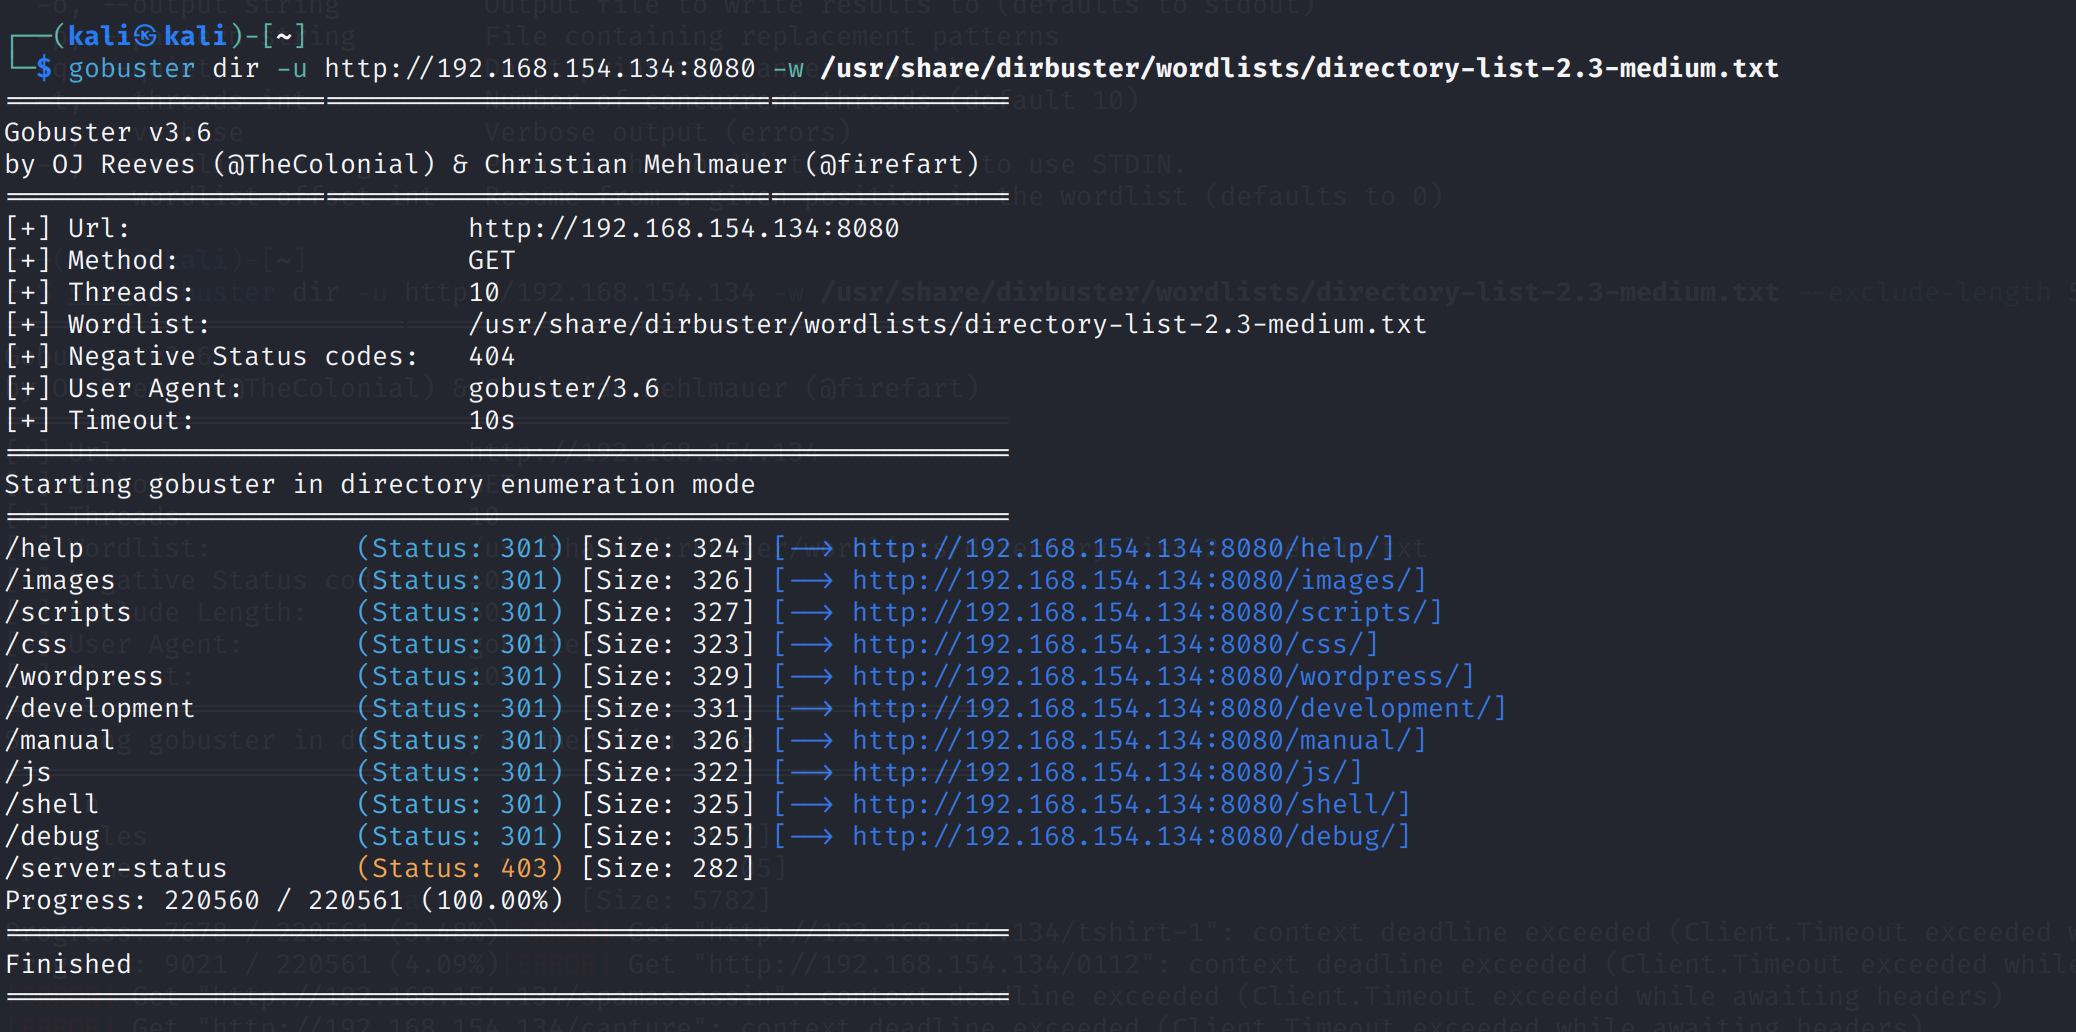 ┌──(kali㉿kali)-[~]
└─$ gobuster dir -u http://192.168.154.134:8080 -w /usr/share/dirbuster/wordlists/directory-list-2.3-medium.txt
===============================================================
Gobuster v3.6
by OJ Reeves (@TheColonial) & Christian Mehlmauer (@firefart)
===============================================================
[+] Url:                     http://192.168.154.134:8080
[+] Method:                  GET
[+] Threads:                 10
[+] Wordlist:                /usr/share/dirbuster/wordlists/directory-list-2.3-medium.txt
[+] Negative Status codes:   404
[+] User Agent:              gobuster/3.6
[+] Timeout:                 10s
===============================================================
Starting gobuster in directory enumeration mode
===============================================================
/help                 (Status: 301) [Size: 324] [--> http://192.168.154.134:8080/help/]
/images               (Status: 301) [Size: 326] [--> http://192.168.154.134:8080/images/]
/scripts              (Status: 301) [Size: 327] [--> http://192.168.154.134:8080/scripts/]
/css                  (Status: 301) [Size: 323] [--> http://192.168.154.134:8080/css/]
/wordpress            (Status: 301) [Size: 329] [--> http://192.168.154.134:8080/wordpress/]
/development          (Status: 301) [Size: 331] [--> http://192.168.154.134:8080/development/]
/manual               (Status: 301) [Size: 326] [--> http://192.168.154.134:8080/manual/]
/js                   (Status: 301) [Size: 322] [--> http://192.168.154.134:8080/js/]
/shell                (Status: 301) [Size: 325] [--> http://192.168.154.134:8080/shell/]
/debug                (Status: 301) [Size: 325] [--> http://192.168.154.134:8080/debug/]
/server-status        (Status: 403) [Size: 282]
Progress: 220560 / 220561 (100.00%)
===============================================================
Finished
===============================================================